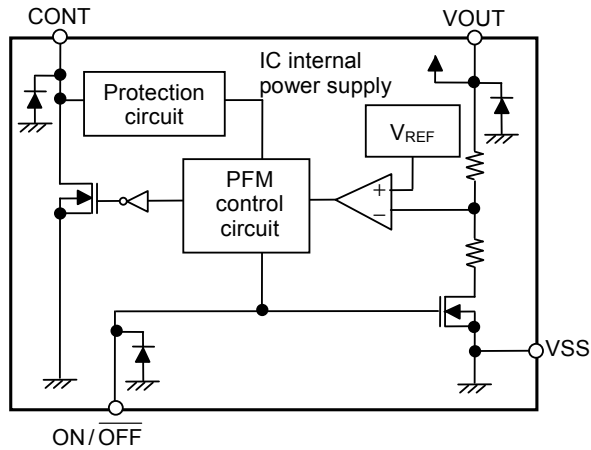 CONT
VOUT
IC internal
power supply
Protection
circuit
VREF
PFM
control
circuit
+
−
VSS
ON/OFF